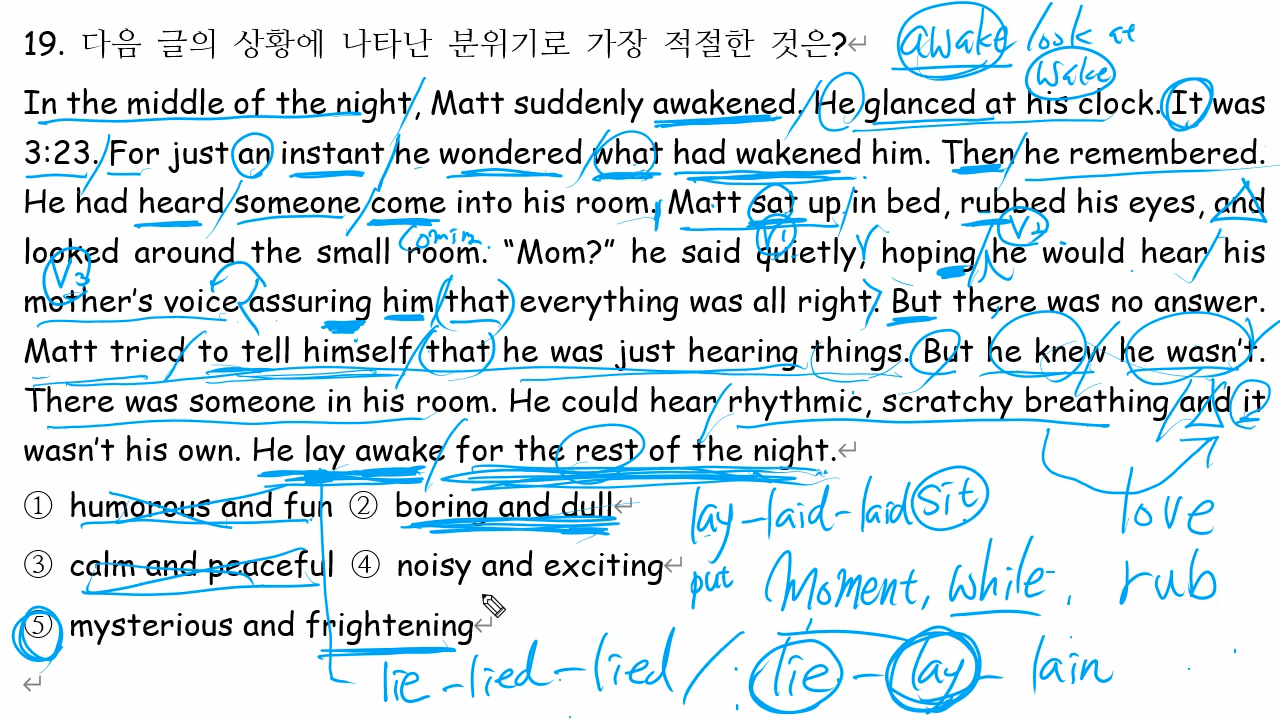 19. 다음 글의 상황에 나타난 분위기로 가장 적절한 것은?
awake look at
wake
In the middle of the night, Matt suddenly awakened. He glanced at his clock. It was
3:23. For just an instant he wondered what had wakened him. Then he remembered.
He had heard someone come into his room. Matt sat up in bed, rubbed his eyes, and
coming V1 V2
looked around the small room. “Mom?” he said quietly, hoping he would hear his
V3
mother’s voice assuring him that everything was all right. But there was no answer.
Matt tried to tell himself that he was just hearing things. But he knew he wasn’t.
There was someone in his room. He could hear rhythmic, scratchy breathing and it
wasn’t his own. He lay awake for the rest of the night.
① humorous and fun ② boring and dull
lay-laid-laid sit love
③ calm and peaceful ④ noisy and exciting
put Moment, while, rub
⑤ mysterious and frightening
lie-lied-lied / lie-lay-lain